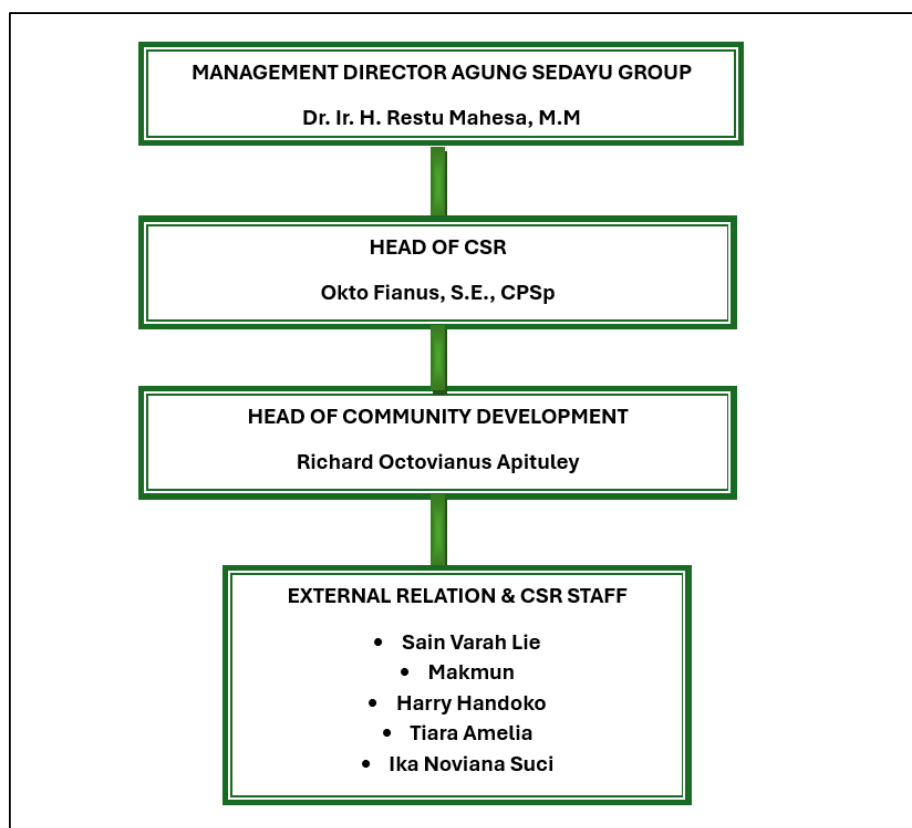 MANAGEMENT DIRECTOR AGUNG SEDAYU GROUP
Dr. Ir. H. Restu Mahesa, M.M
HEAD OF CSR
Okto Fianus, S.E., CPSp
HEAD OF COMMUNITY DEVELOPMENT
Richard Octovianus Apituley
EXTERNAL RELATION & CSR STAFF
• Sain Varah Lie
• Makmun
• Harry Handoko
• Tiara Amelia
• Ika Noviana Suci